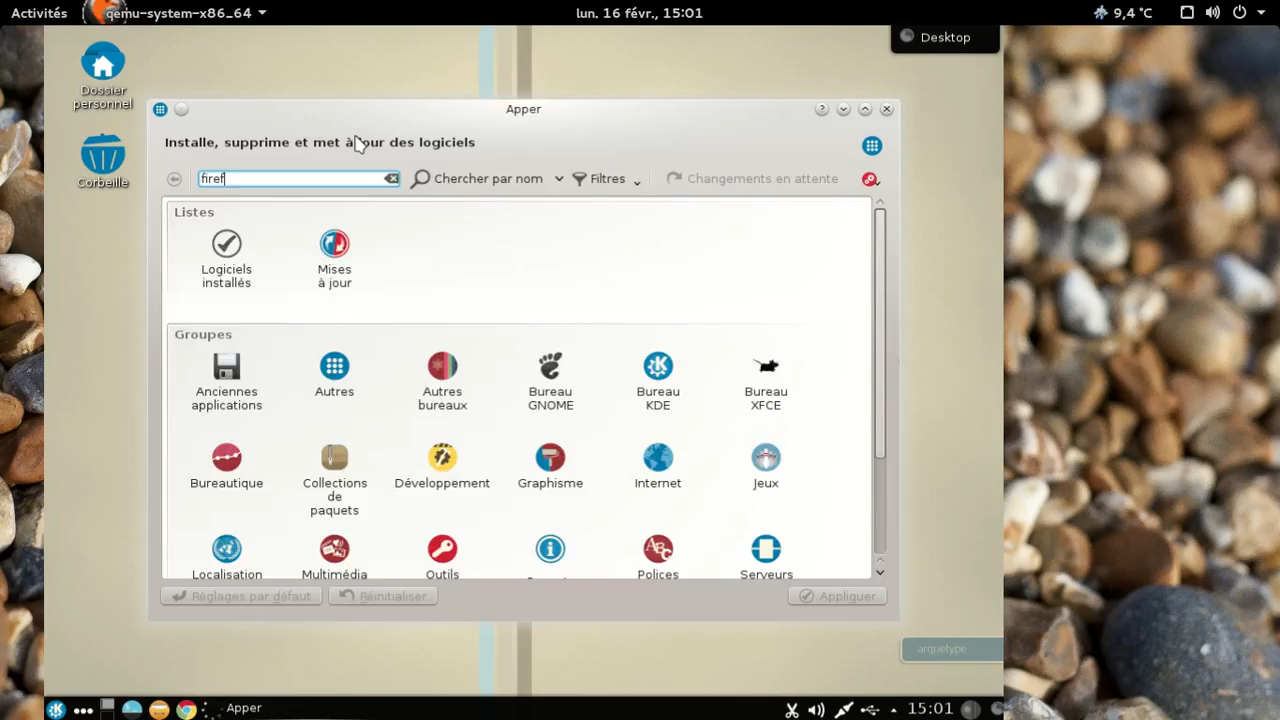 Activités
qemu-system-x86_64
lun. 16 févr., 15:01
9,4 °C
Desktop
Dossier
personnel
Corbeille
Apper
Installe, supprime et met à jour des logiciels
firef
Chercher par nom
Filtres
Changements en attente
Listes
Logiciels
installés
Mises
à jour
Groupes
Anciennes
applications
Autres
Autres
bureaux
Bureau
GNOME
Bureau
KDE
Bureau
XFCE
Bureautique
Collections
de
paquets
Développement
Graphisme
Internet
Jeux
Localisation
Multimédia
Outils
Polices
Serveurs
Réglages par défaut
Réinitialiser
Appliquer
arquetype
Apper
15:01